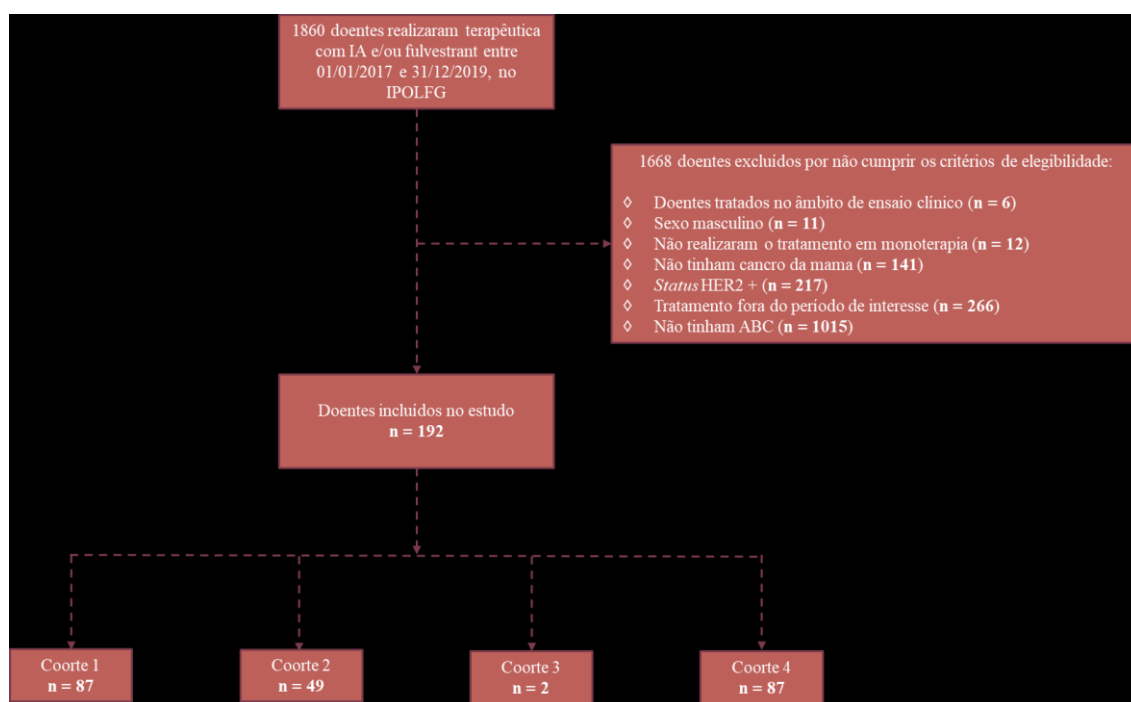 1860 doentes realizaram terapêutica
com IA e/ou fulvestrant entre
01/01/2017 e 31/12/2019, no
IPOLFG
1668 doentes excluídos por não cumprir os critérios de elegibilidade:
◊ Doentes tratados no âmbito de ensaio clínico (n = 6)
◊ Sexo masculino (n = 11)
◊ Não realizaram o tratamento em monoterapia (n = 12)
◊ Não tinham cancro da mama (n = 141)
◊ Status HER2 + (n = 217)
◊ Tratamento fora do período de interesse (n = 266)
◊ Não tinham ABC (n = 1015)
Doentes incluídos no estudo
n = 192
Coorte 1
n = 87
Coorte 2
n = 49
Coorte 3
n = 2
Coorte 4
n = 87